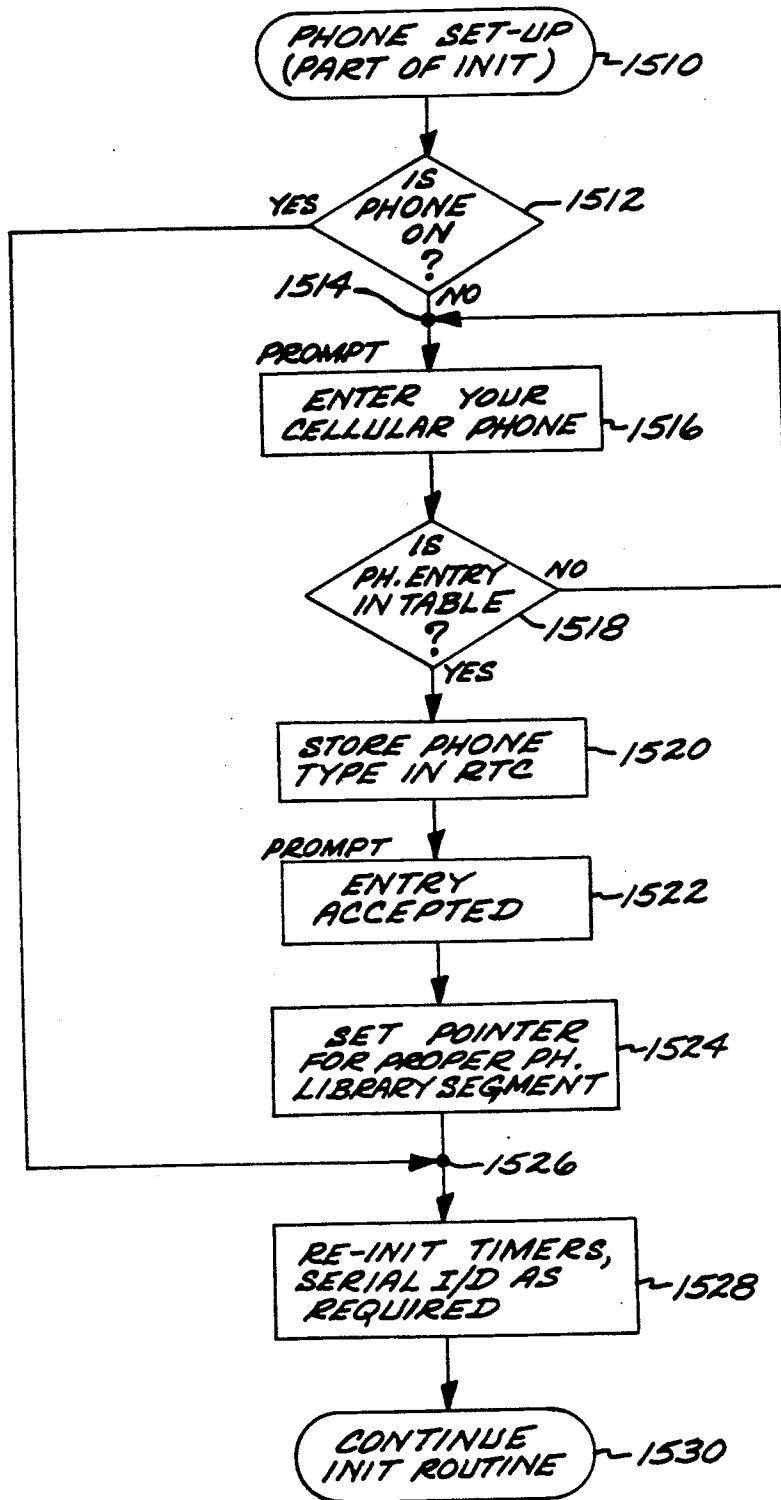 PHONE SET-UP
(PART OF INIT)
1510
IS
PHONE
ON
?
1512
YES
NO
1514
PROMPT
ENTER YOUR
CELLULAR PHONE
1516
IS
PH. ENTRY
IN TABLE
?
NO
1518
YES
STORE PHONE
TYPE IN RTC
1520
PROMPT
ENTRY
ACCEPTED
1522
SET POINTER
FOR PROPER PH.
LIBRARY SEGMENT
1524
1526
RE-INIT TIMERS,
SERIAL I/D AS
REQUIRED
1528
CONTINUE
INIT ROUTINE
1530